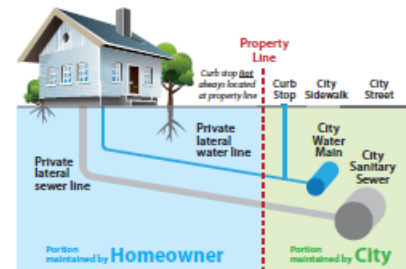 Property
Line
Curb stop not
always located
at property line
Curb
Stop
City
Sidewalk
City
Street
Private
lateral
water line
City
Water
Main
Private
lateral
sewer line
City
Sanitary
Sewer
Portion
maintained by Homeowner
Portion
maintained by City